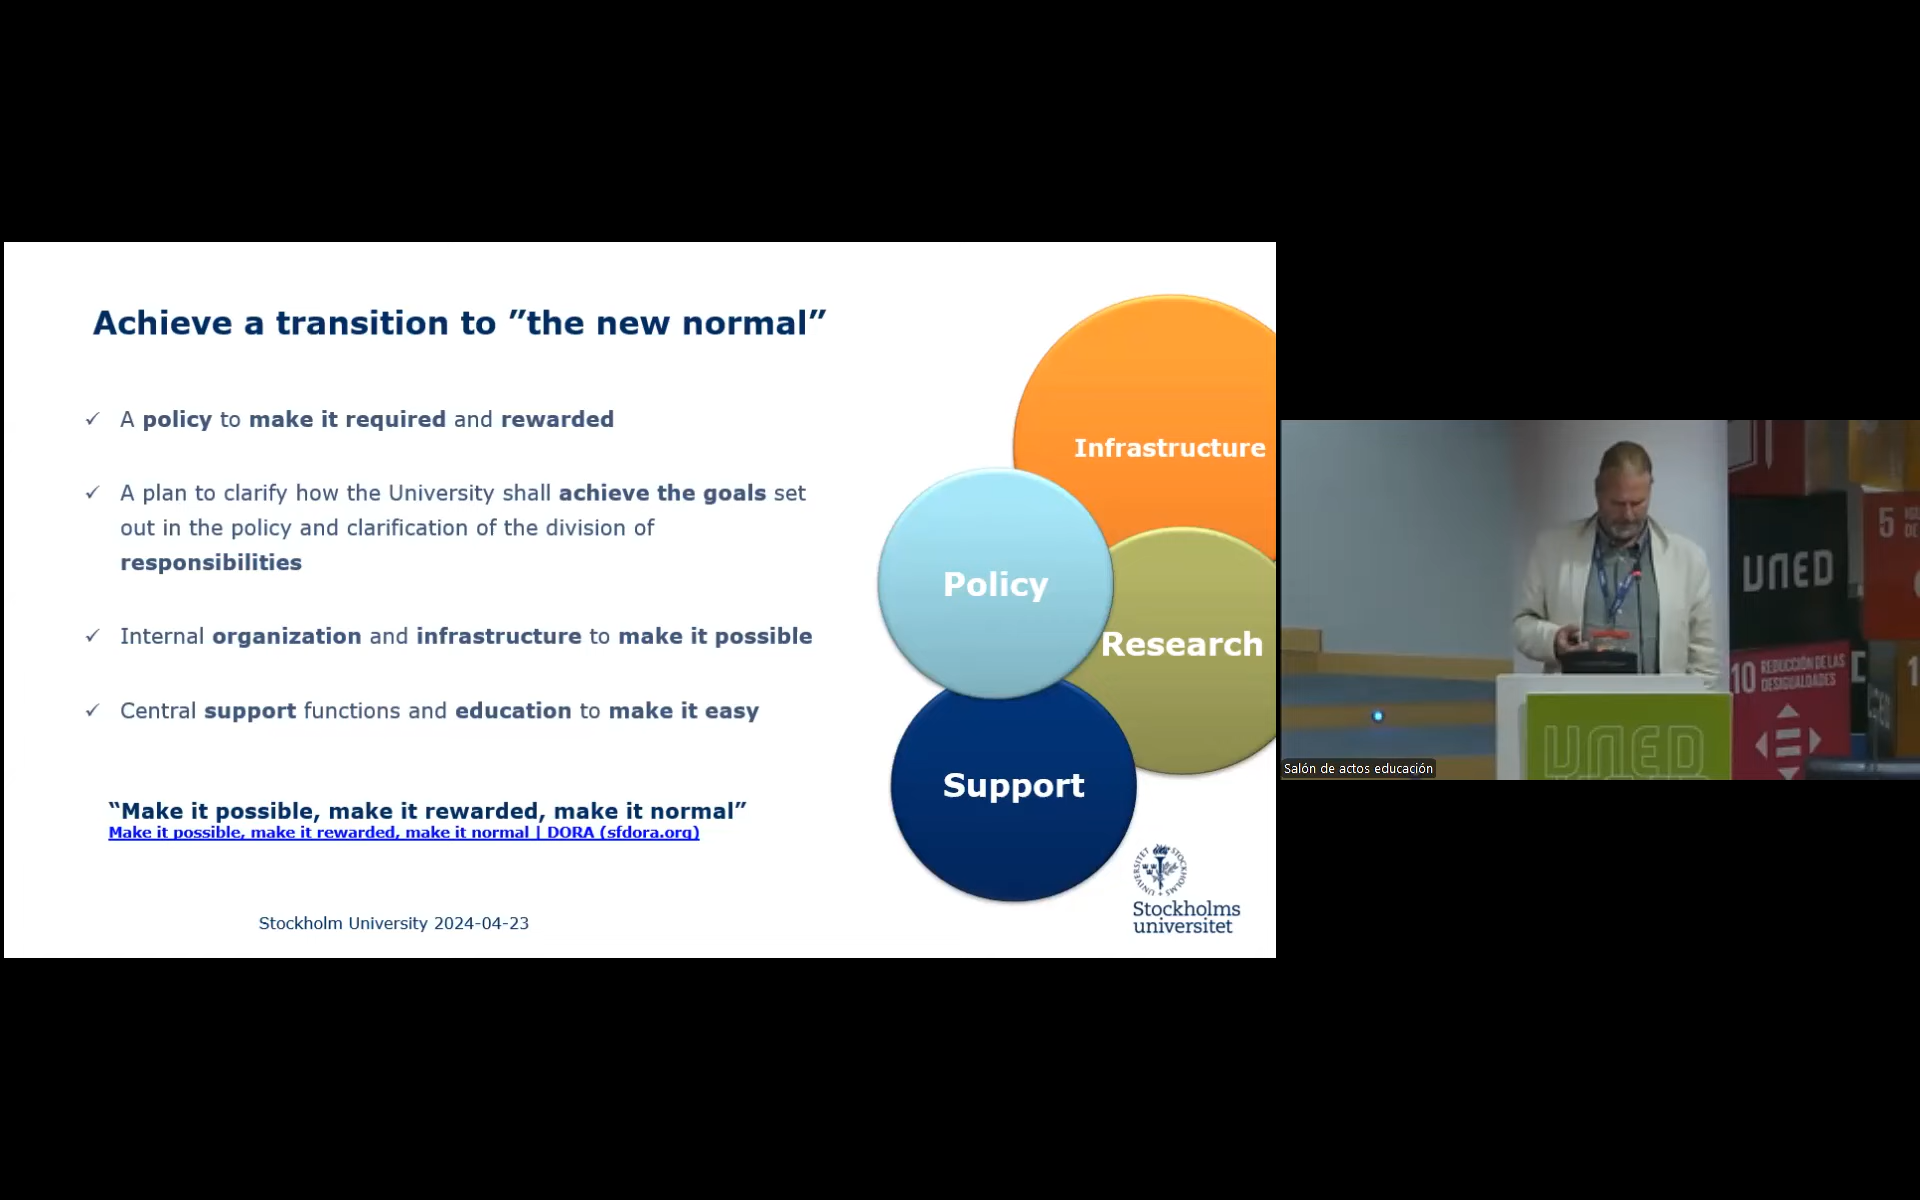 Achieve a transition to ”the new normal”
✓ A policy to make it required and rewarded
✓ A plan to clarify how the University shall achieve the goals set
out in the policy and clarification of the division of
responsibilities
✓ Internal organization and infrastructure to make it possible
✓ Central support functions and education to make it easy
“Make it possible, make it rewarded, make it normal”
Make it possible, make it rewarded, make it normal | DORA (sfdora.org)
Stockholm University 2024-04-23
Infrastructure
Policy
Research
Support
Stockholms
universitet
UNED
5
10 REDUCCIÓN DE LAS
DESIGUALDADES
UNED
Salón de actos educación